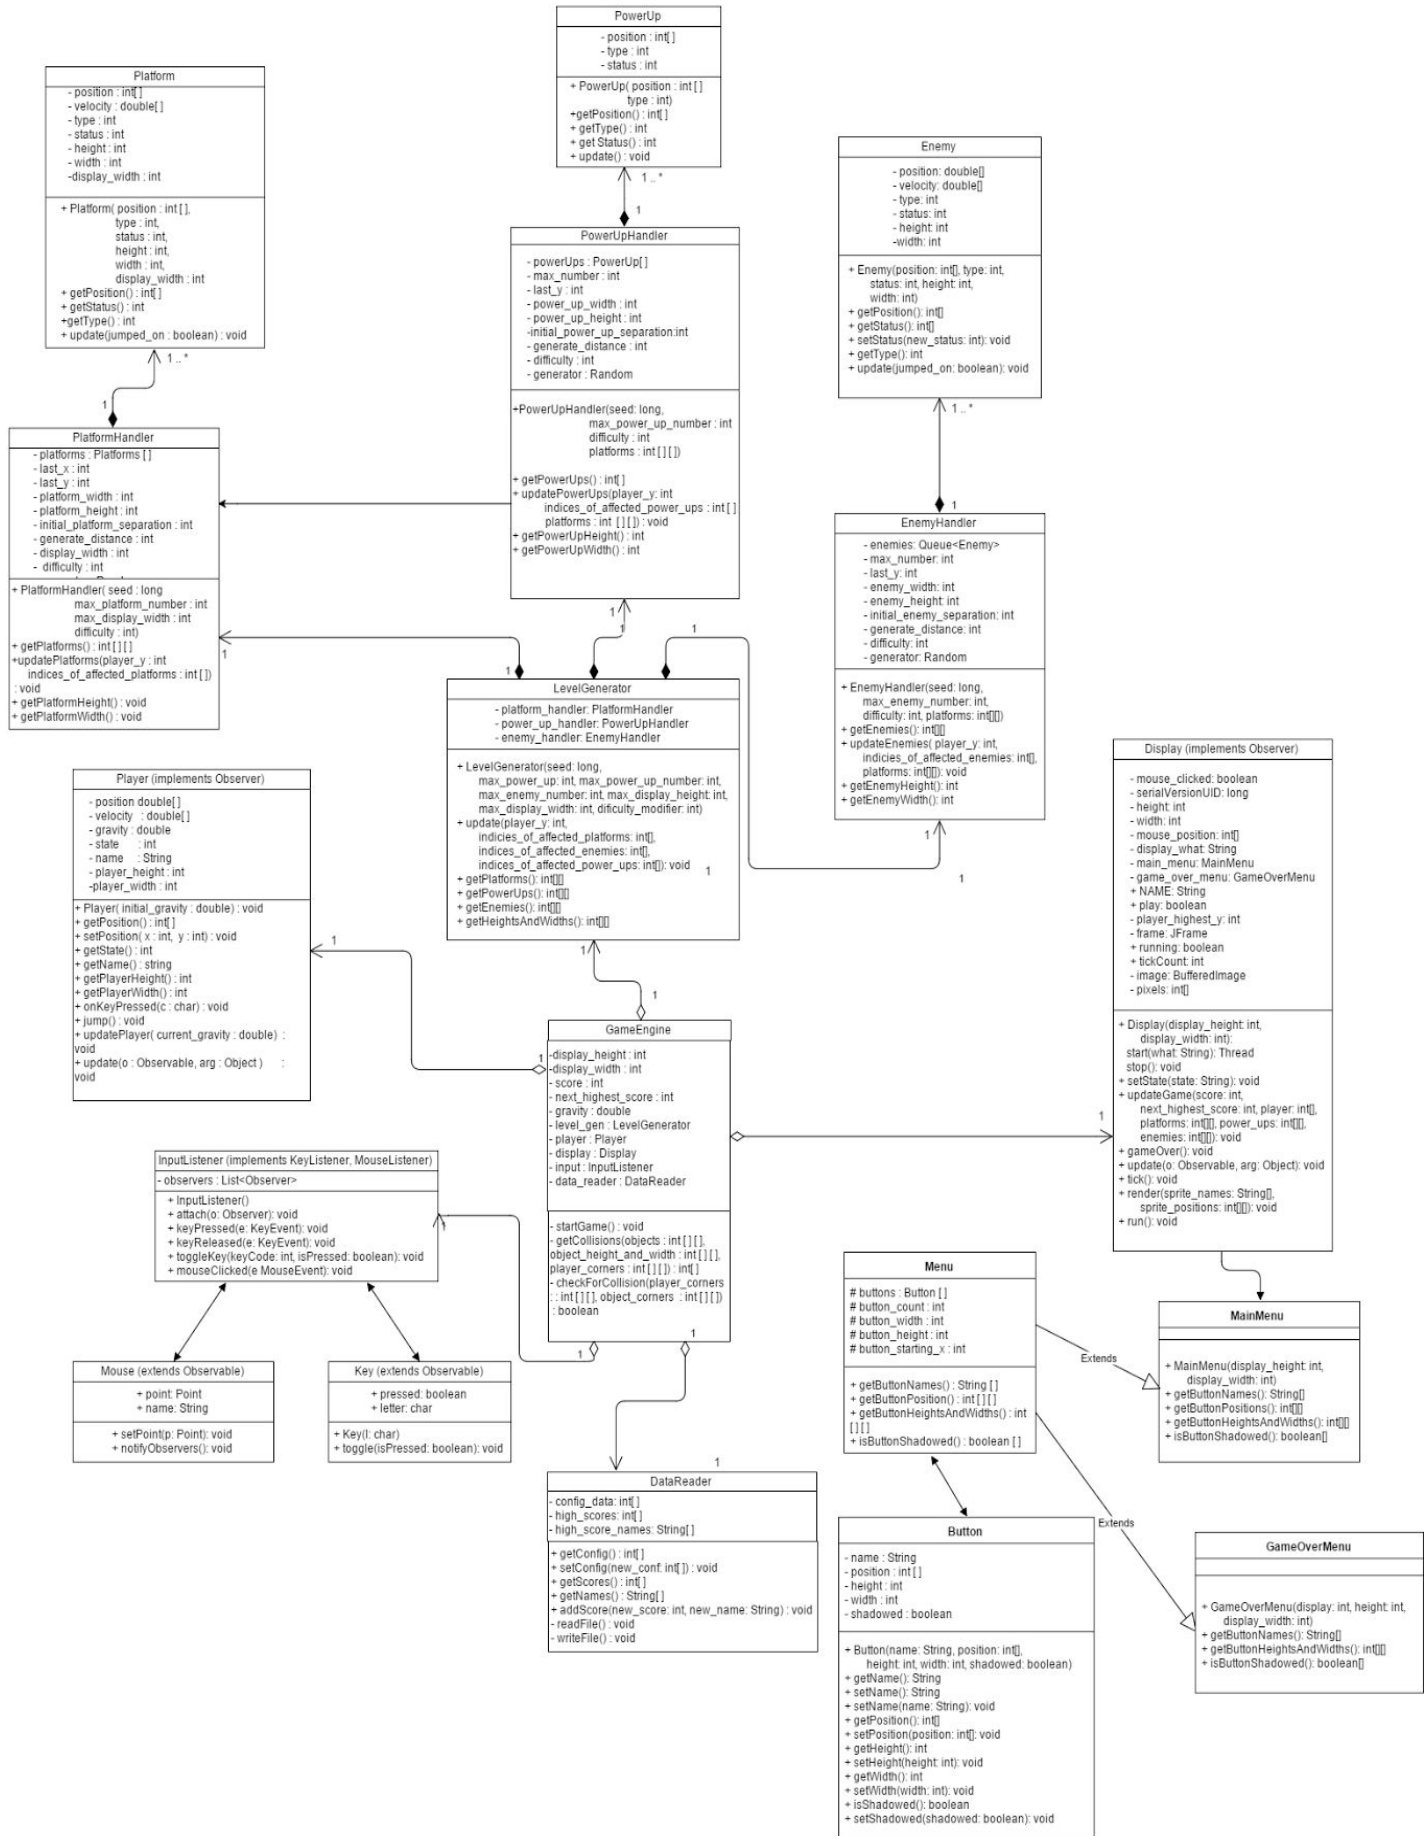 PowerUp
- position : int[ ]
- type : int
- status : int
+ PowerUp( position : int [ ]
type : int)
+getPosition() : int[ ]
+ getType() : int
+ get Status() : int
+ update() : void
1 .. *
1
Platform
- position : int[ ]
- velocity : double[ ]
- type : int
- status : int
- height : int
- width : int
-display_width : int
+ Platform( position : int [ ],
type : int,
status : int,
height : int,
width : int,
display_width : int
+ getPosition() : int[ ]
+ getStatus() : int
+getType() : int
+ update(jumped_on : boolean) : void
1 .. *
1
Enemy
- position: double[]
- velocity: double[]
- type: int
- status: int
- height: int
-width: int
+ Enemy(position: int[], type: int,
status: int, height: int,
width: int)
+ getPosition(): int[]
+ getStatus(): int[]
+ setStatus(new_status: int): void
+ getType(): int
+ update(jumped_on: boolean): void
1 .. *
1
PowerUpHandler
- powerUps : PowerUp[ ]
- max_number : int
- last_y : int
- power_up_width : int
- power_up_height : int
-initial_power_up_separation:int
- generate_distance : int
- difficulty : int
- generator : Random
+PowerUpHandler(seed: long,
max_power_up_number : int
difficulty : int
platforms : int [ ] [ ])
+ getPowerUps() : int[ ]
+ updatePowerUps(player_y: int
indices_of_affected_power_ups : int [ ]
platforms : int [ ] [ ]) : void
+ getPowerUpHeight() : int
+ getPowerUpWidth() : int
1
1
1
PlatformHandler
- platforms : Platforms [ ]
- last_x : int
- last_y : int
- platform_width : int
- platform_height : int
- initial_platform_separation : int
- generate_distance : int
- display_width : int
- difficulty : int
+ PlatformHandler( seed : long
max_platform_number : int
max_display_width : int
difficulty : int)
+ getPlatforms() : int [ ] [ ]
+updatePlatforms(player_y : int
indices_of_affected_platforms : int [ ])
: void
+ getPlatformHeight() : void
+ getPlatformWidth() : void
1
1
EnemyHandler
- enemies: Queue<Enemy>
- max_number: int
- last_y: int
- enemy_width: int
- enemy_height: int
- initial_enemy_separation: int
- generate_distance: int
- difficulty: int
- generator: Random
+ EnemyHandler(seed: long,
max_enemy_number: int,
difficulty: int, platforms: int[][])
+ getEnemies(): int[][]
+ updateEnemies( player_y: int,
indicies_of_affected_enemies: int[],
platforms: int[][]): void
+ getEnemyHeight(): int
+ getEnemyWidth(): int
1
1
LevelGenerator
- platform_handler: PlatformHandler
- power_up_handler: PowerUpHandler
- enemy_handler: EnemyHandler
+ LevelGenerator(seed: long,
max_power_up: int, max_power_up_number: int,
max_enemy_number: int, max_display_height: int,
max_display_width: int, dificulty_modifier: int)
+ update(player_y: int,
indicies_of_affected_platforms: int[],
indices_of_affected_enemies: int[],
indices_of_affected_power_ups: int[]): void
+ getPlatforms(): int[][]
+ getPowerUps(): int[][]
+ getEnemies(): int[][]
+ getHeightsAndWidths(): int[][]
1
1
1
Player (implements Observer)
- position double[ ]
- velocity : double[ ]
- gravity : double
- state : int
- name : String
- player_height : int
-player_width : int
+ Player( initial_gravity : double) : void
+ getPosition() : int[ ]
+ setPosition( x : int, y : int) : void
+ getState() : int
+ getName() : string
+ getPlayerHeight() : int
+ getPlayerWidth() : int
+ onKeyPressed(c : char) : void
+ jump() : void
+ updatePlayer( current_gravity : double) :
void
+ update(o : Observable, arg : Object ) :
void
1
1
Display (implements Observer)
- mouse_clicked: boolean
- serialVersionUID: long
- height: int
- width: int
- mouse_position: int[]
- display_what: String
- main_menu: MainMenu
- game_over_menu: GameOverMenu
+ NAME: String
+ play: boolean
- player_highest_y: int
- frame: JFrame
+ running: boolean
+ tickCount: int
- image: BufferedImage
- pixels: int[]
+ Display(display_height: int,
display_width: int):
start(what: String): Thread
stop(): void
+ setState(state: String): void
+ updateGame(score: int,
next_highest_score: int, player: int[],
platforms: int[][], power_ups: int[][],
enemies: int[][]): void
+ gameOver(): void
+ update(o: Observable, arg: Object): void
+ tick(): void
+ render(sprite_names: String[],
sprite_positions: int[][]): void
+ run(): void
1
GameEngine
-display_height : int
-display_width : int
- score : int
- next_highest_score : int
- gravity : double
- level_gen : LevelGenerator
- player : Player
- display : Display
- input : InputListener
- data_reader : DataReader
- startGame() : void
- getCollisions(objects : int [ ] [ ],
object_height_and_width : int [ ] [ ],
player_corners : int [ ] [ ]) : int[ ]
- checkForCollision(player_corners
: : int [ ] [ ], object_corners : int [ ] [ ])
: boolean
1
1
1
InputListener (implements KeyListener, MouseListener)
- observers : List<Observer>
+ InputListener()
+ attach(o: Observer): void
+ keyPressed(e: KeyEvent): void
+ keyReleased(e: KeyEvent): void
+ toggleKey(keyCode: int, isPressed: boolean): void
+ mouseClicked(e MouseEvent): void
Mouse (extends Observable)
+ point: Point
+ name: String
+ setPoint(p: Point): void
+ notifyObservers(): void
Key (extends Observable)
+ pressed: boolean
+ letter: char
+ Key(l: char)
+ toggle(isPressed: boolean): void
Menu
# buttons : Button [ ]
# button_count : int
# button_width : int
# button_height : int
# button_starting_x : int
+ getButtonNames() : String [ ]
+ getButtonPosition() : int [ ] [ ]
+ getButtonHeightsAndWidths() : int
[ ] [ ]
+ isButtonShadowed() : boolean [ ]
Extends
MainMenu
+ MainMenu(display_height: int,
display_width: int)
+ getButtonNames(): String[]
+ getButtonPositions(): int[][]
+ getButtonHeightsAndWidths(): int[][]
+ isButtonShadowed(): boolean[]
1
DataReader
- config_data: int[ ]
- high_scores: int[ ]
- high_score_names: String[ ]
+ getConfig() : int[ ]
+ setConfig(new_conf: int[ ]) : void
+ getScores() : int[ ]
+ getNames() : String[ ]
+ addScore(new_score: int, new_name: String) : void
- readFile() : void
- writeFile() : void
Extends
Button
- name : String
- position : int [ ]
- height : int
- width : int
- shadowed : boolean
+ Button(name: String, position: int[],
height: int, width: int, shadowed: boolean)
+ getName(): String
+ setName(): String
+ setName(name: String): void
+ getPosition(): int[]
+ setPosition(position: int[]: void
+ getHeight(): int
+ setHeight(height: int): void
+ getWidth(): int
+ setWidth(width: int): void
+ isShadowed(): boolean
+ setShadowed(shadowed: boolean): void
GameOverMenu
+ GameOverMenu(display: int, height: int,
display_width: int)
+ getButtonNames(): String[]
+ getButtonHeightsAndWidths(): int[][]
+ isButtonShadowed(): boolean[]